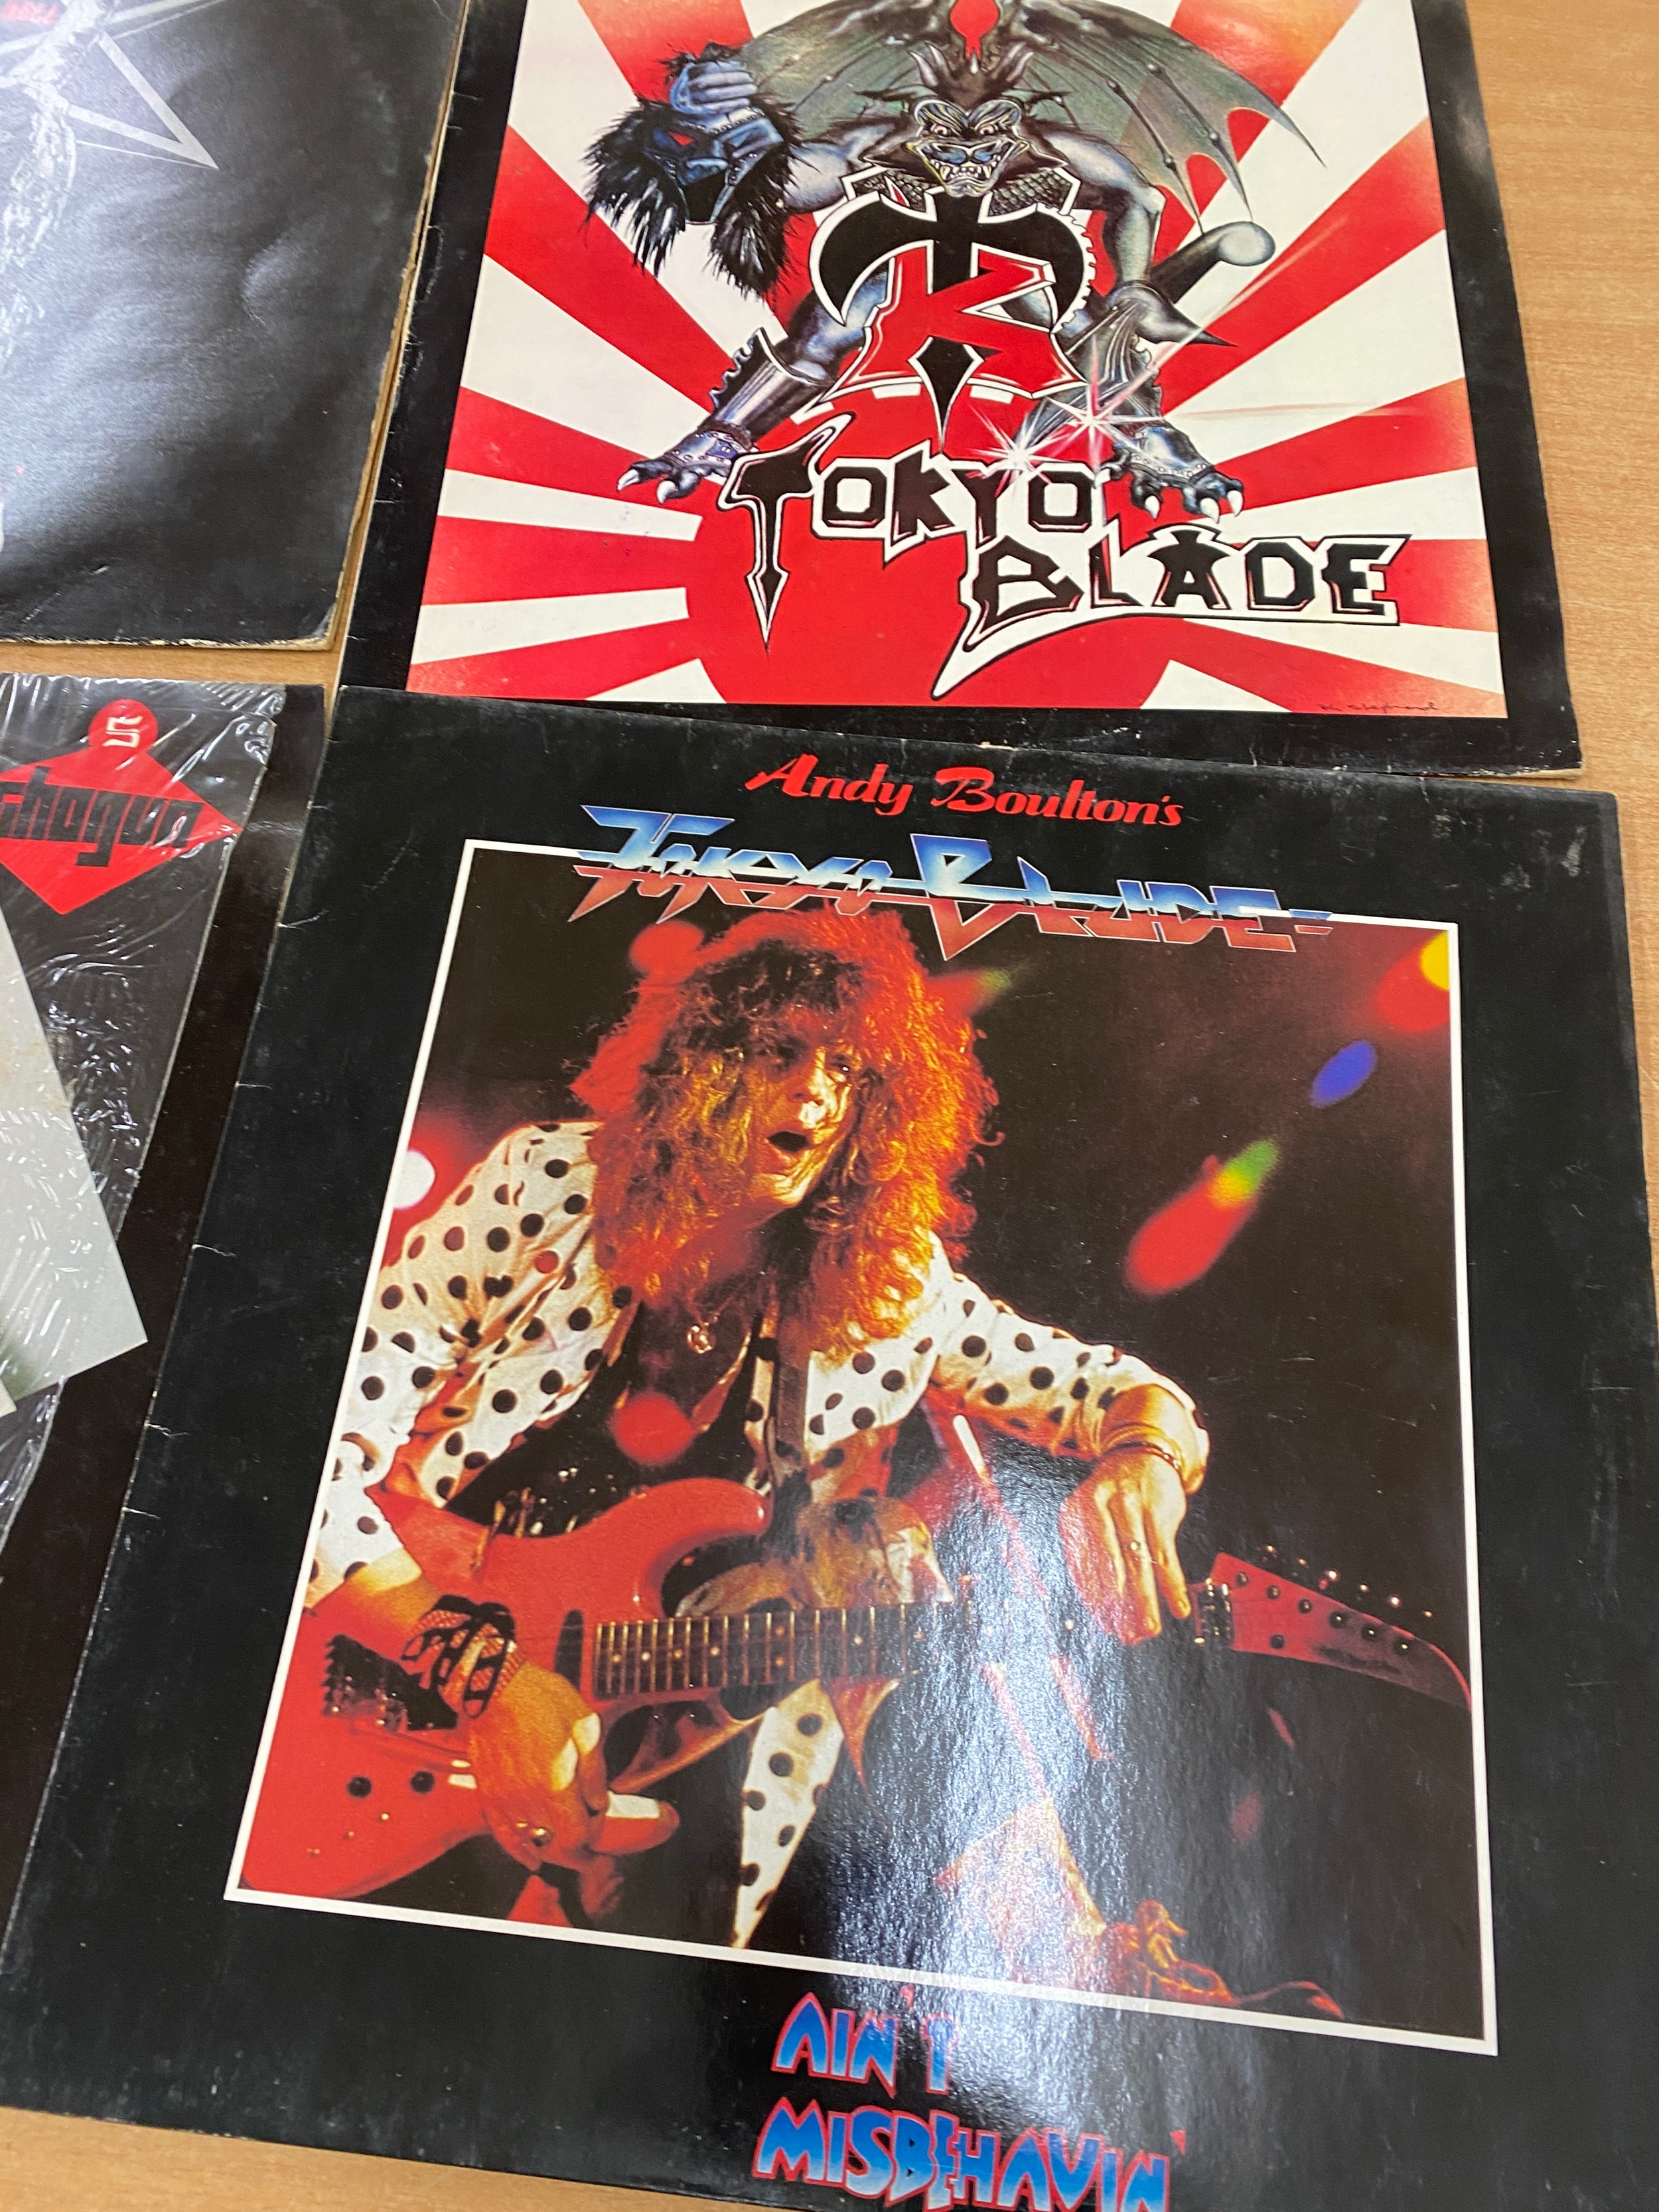 TOKYO
BLADE
Shogun
Andy Boulton's
TOKYO BLADE
AIN'T
MISBEHAVIN'